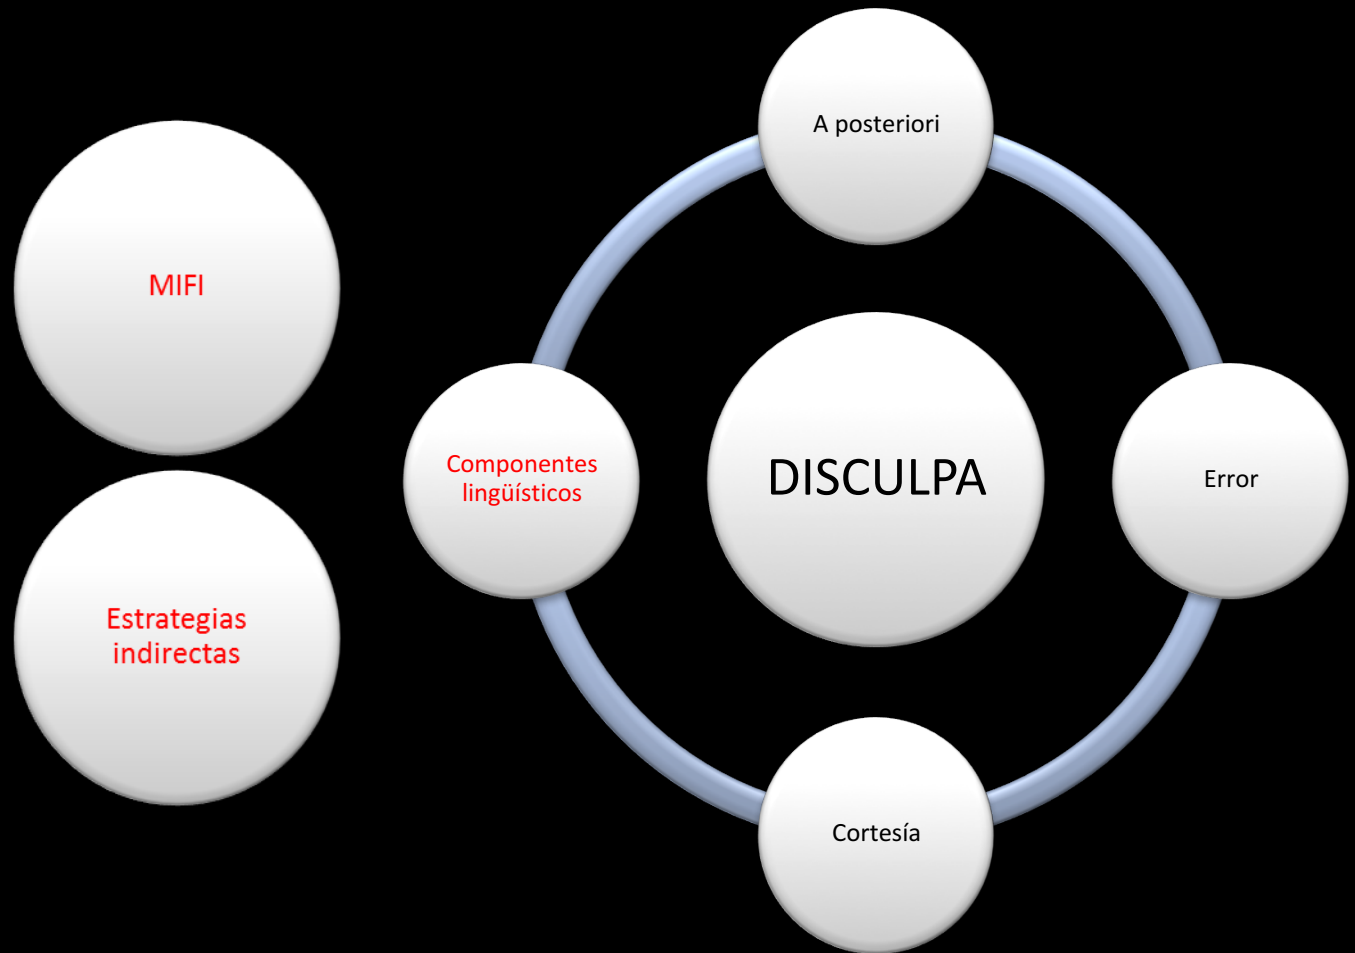 A posteriori
MIFI
Componentes
lingüísticos
DISCULPA
Error
Estrategias
indirectas
Cortesía